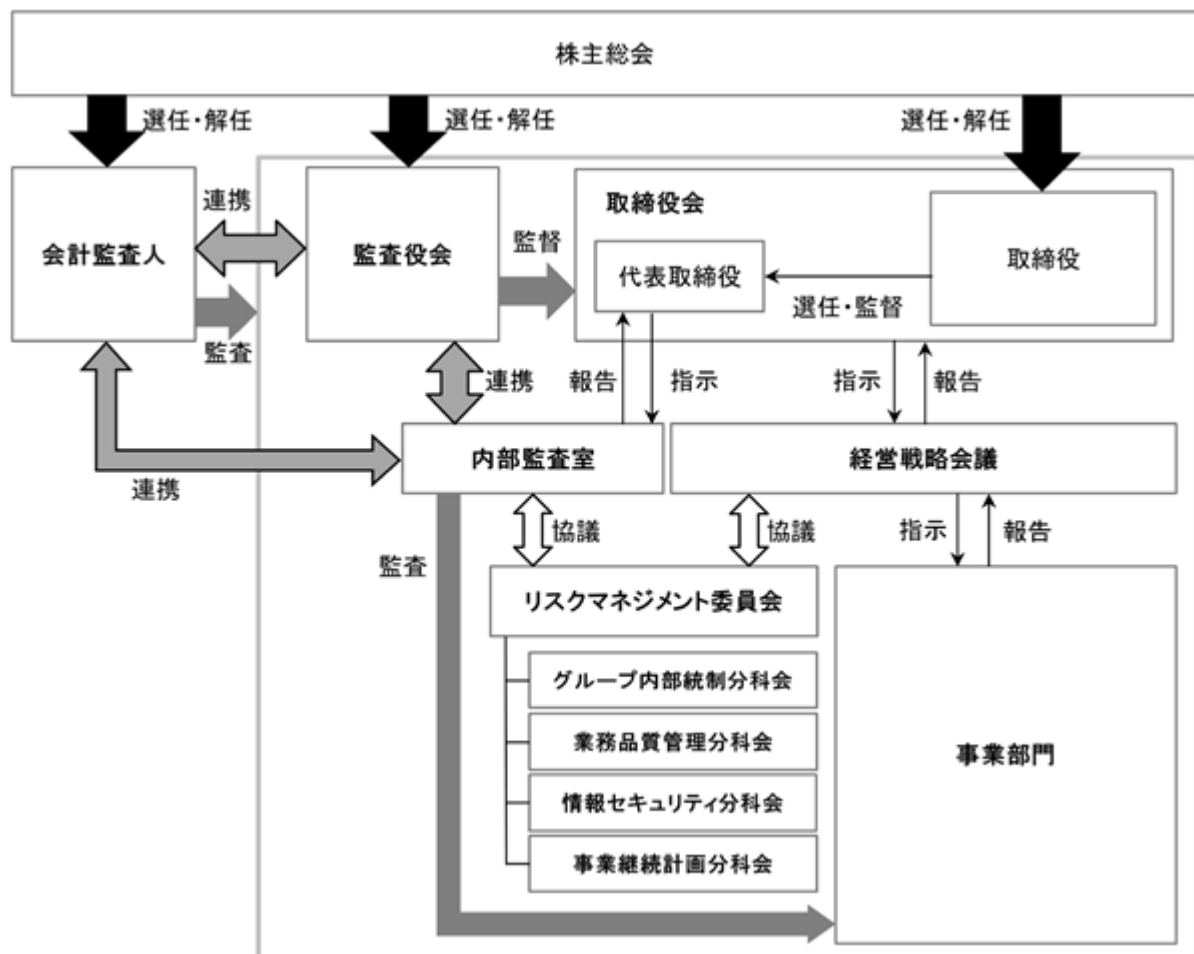 株主総会
選任・解任
選任・解任
選任・解任
会計監査人
連携
監査役会
監督
取締役会
代表取締役
取締役
選任・監督
監査
連携
報告
指示
指示
報告
内部監査室
経営戦略会議
連携
監査
協議
協議
指示
報告
リスクマネジメント委員会
グループ内部統制分科会
業務品質管理分科会
情報セキュリティ分科会
事業継続計画分科会
事業部門